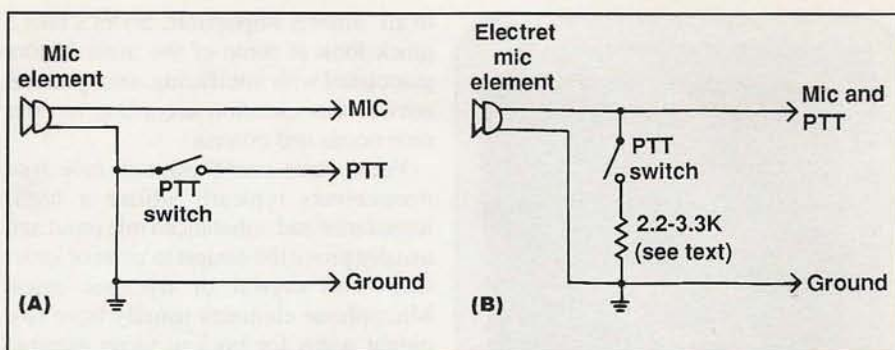 Mic
element
MIC
PTT
PTT
switch
Ground
(A)
Electret
mic
element
Mic and
PTT
PTT
switch
2.2-3.3K
(see text)
Ground
(B)